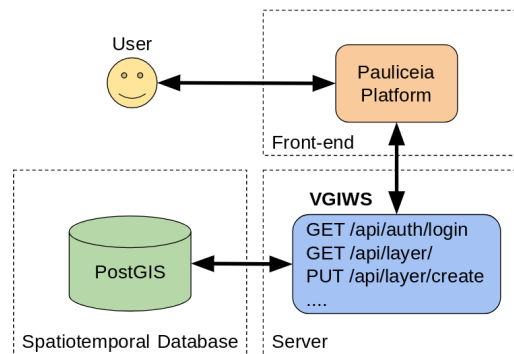 User
Pauliceia
Platform
Front-end
VGIWS
GET /api/auth/login
GET /api/layer/
PUT /api/layer/create
....
PostGIS
Spatiotemporal Database
Server